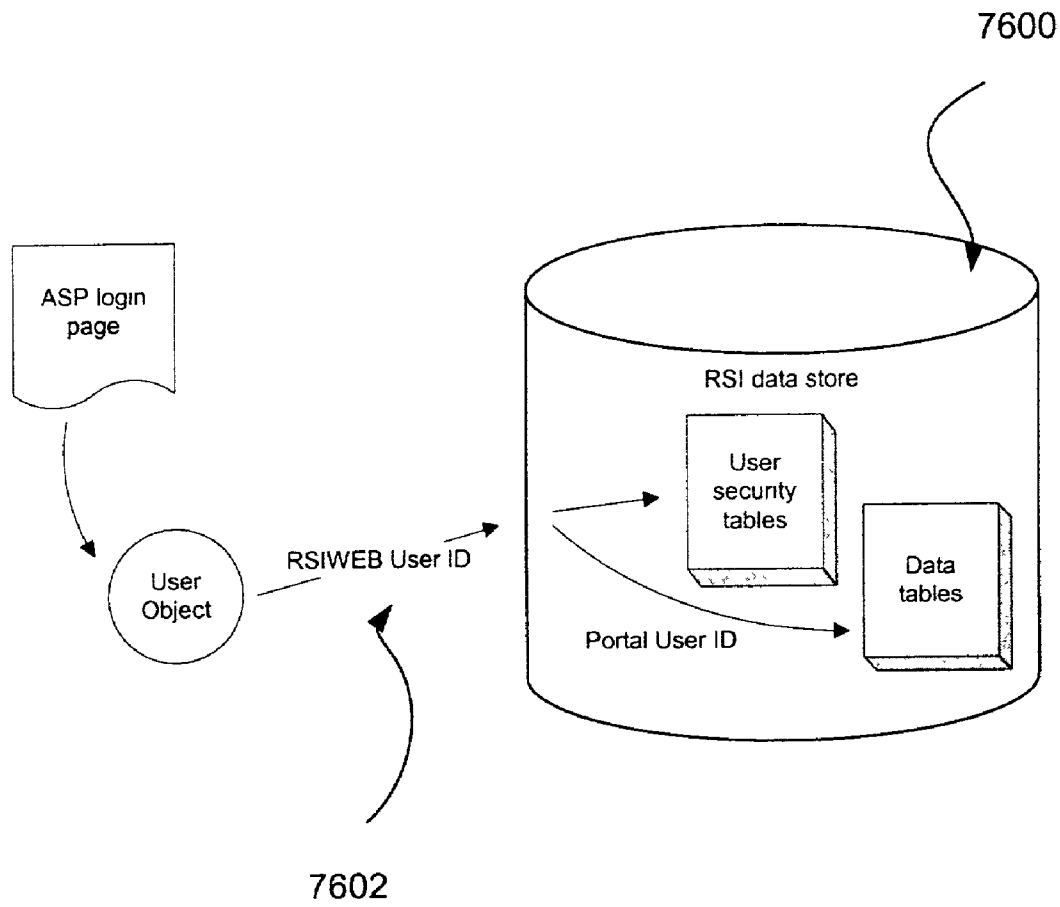 7600
ASP login
page
RSI data store
User
security
tables
RSIWEB User ID
User
Object
Data
tables
Portal User ID
7602